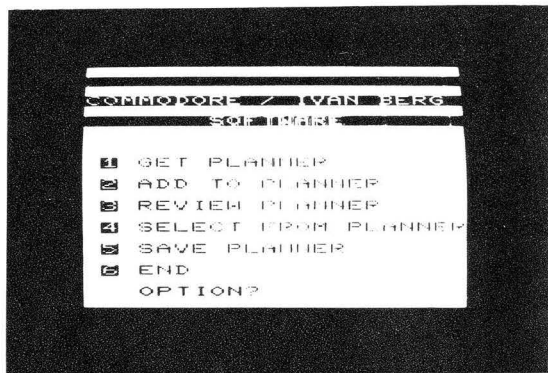 COMMODORE / IVAN BERG
SOFTWARE
1 GET PLANNER
2 ADD TO PLANNER
3 REVIEW PLANNER
4 SELECT FROM PLANNER
5 SAVE PLANNER
6 END
OPTION?